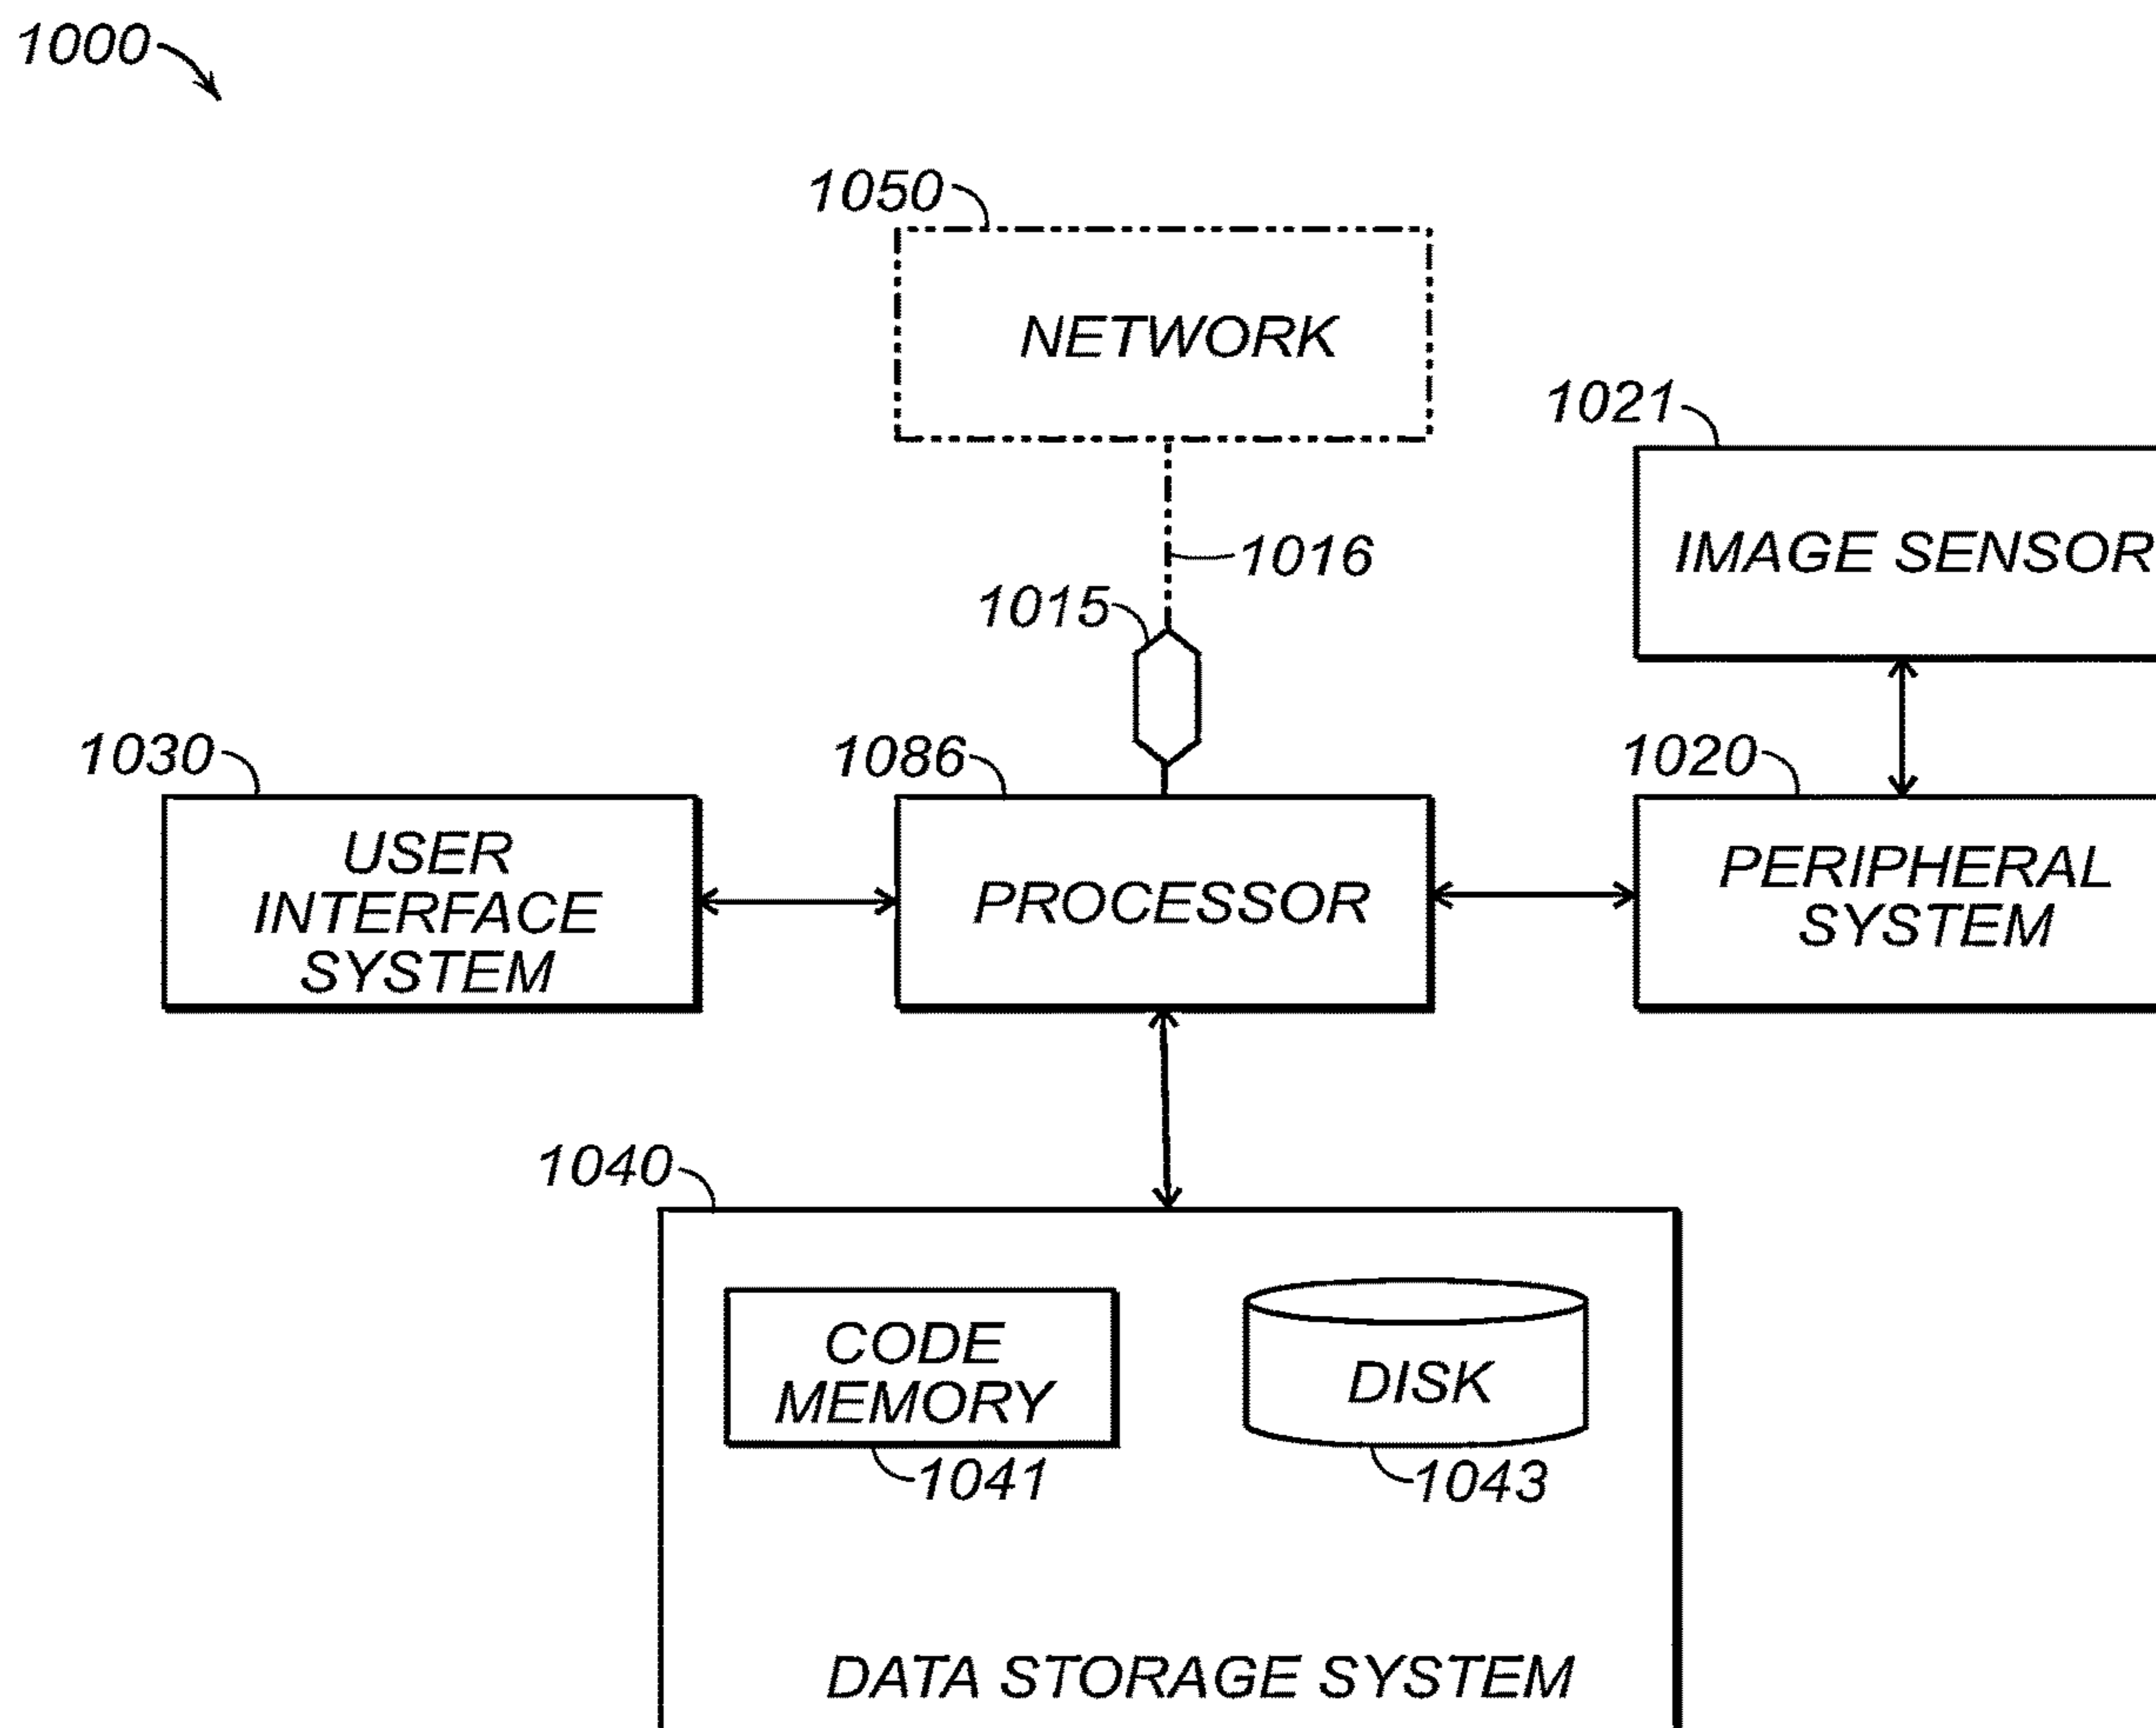 1000
1050
NETWORK
1021
IMAGE SENSOR
1016
1015
1030
1086
1020
USER
INTERFACE
SYSTEM
PROCESSOR
PERIPHERAL
SYSTEM
1040
CODE
MEMORY
DISK
1041
1043
DATA STORAGE SYSTEM